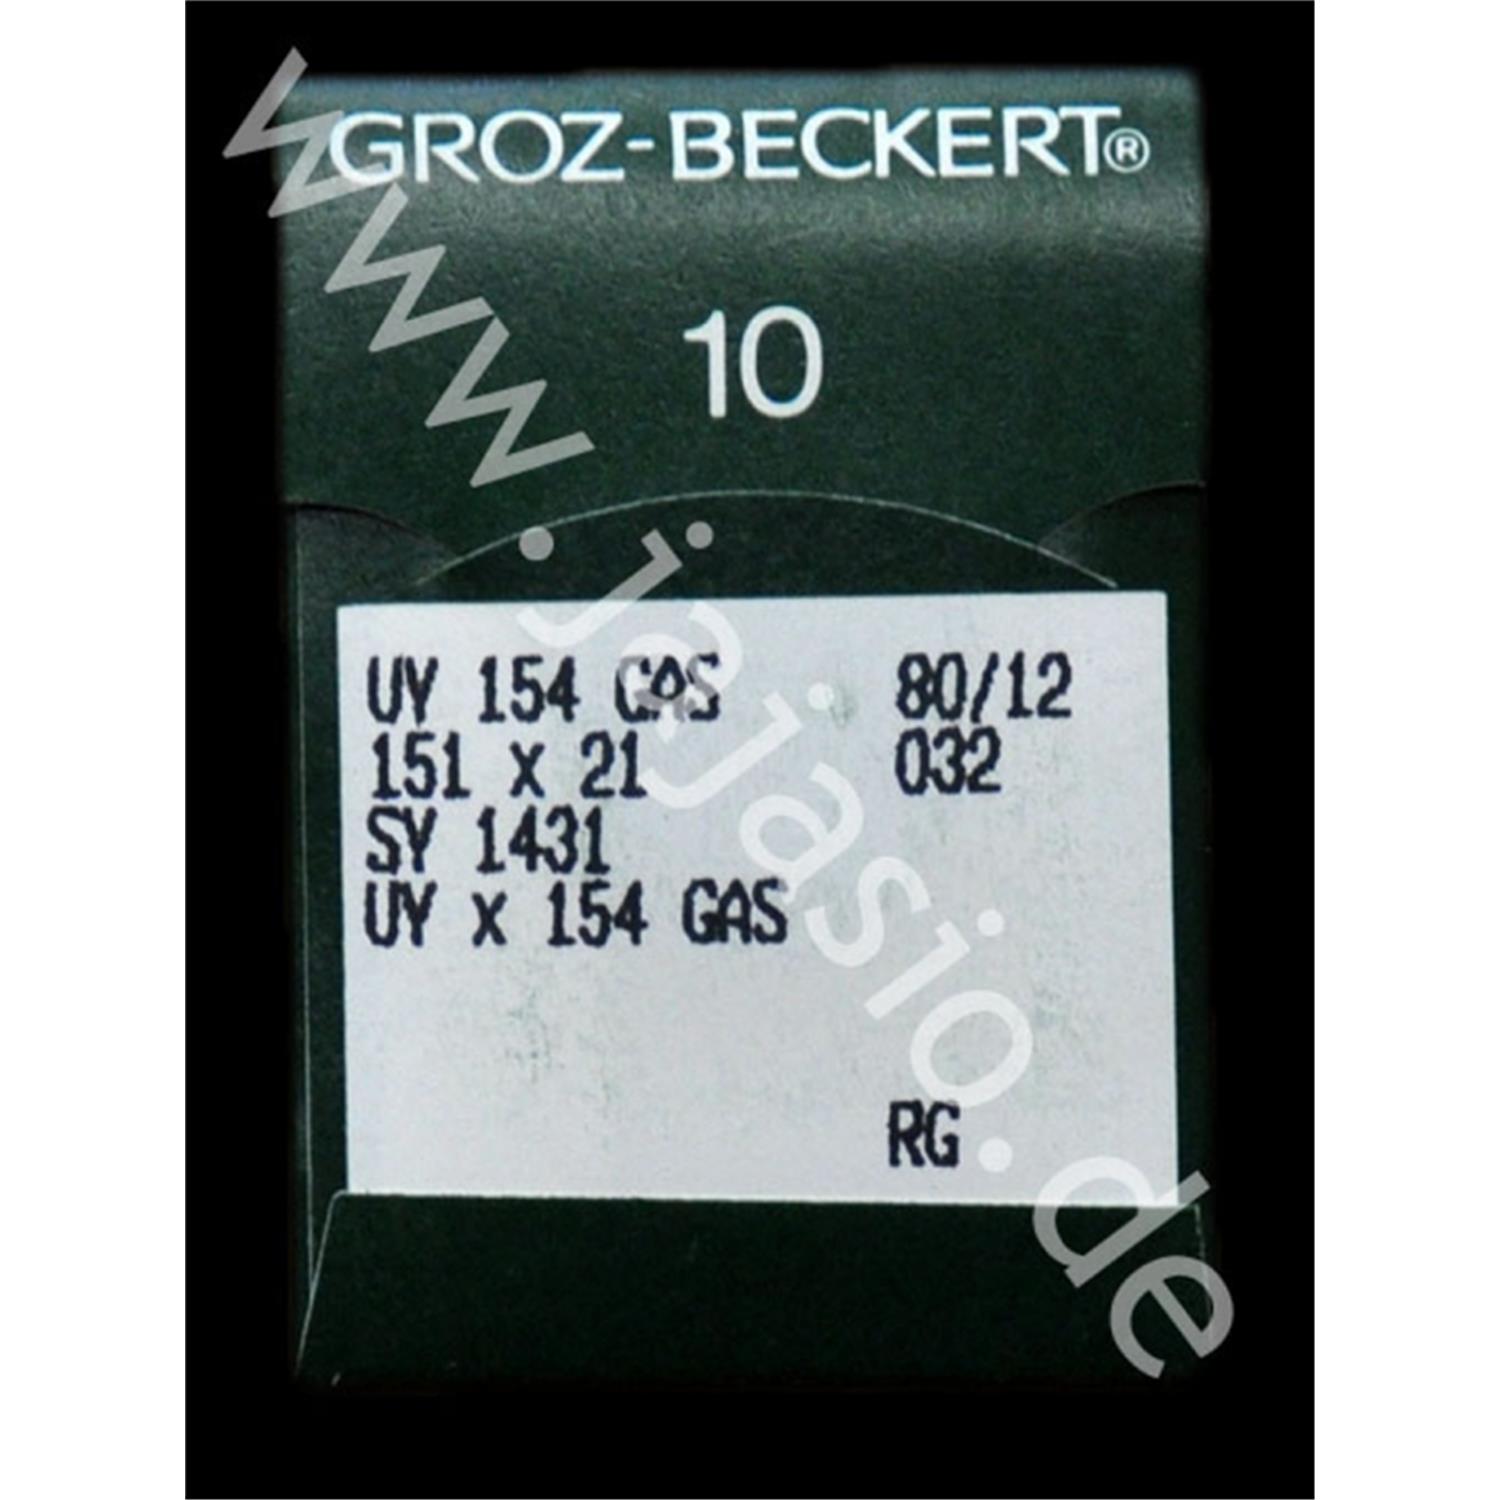 GROZ-BECKERT®
10
UY 154 GAS 80/12
151 x 21 032
SY 1431
UY x 154 GAS
RG
www.jajasio.de